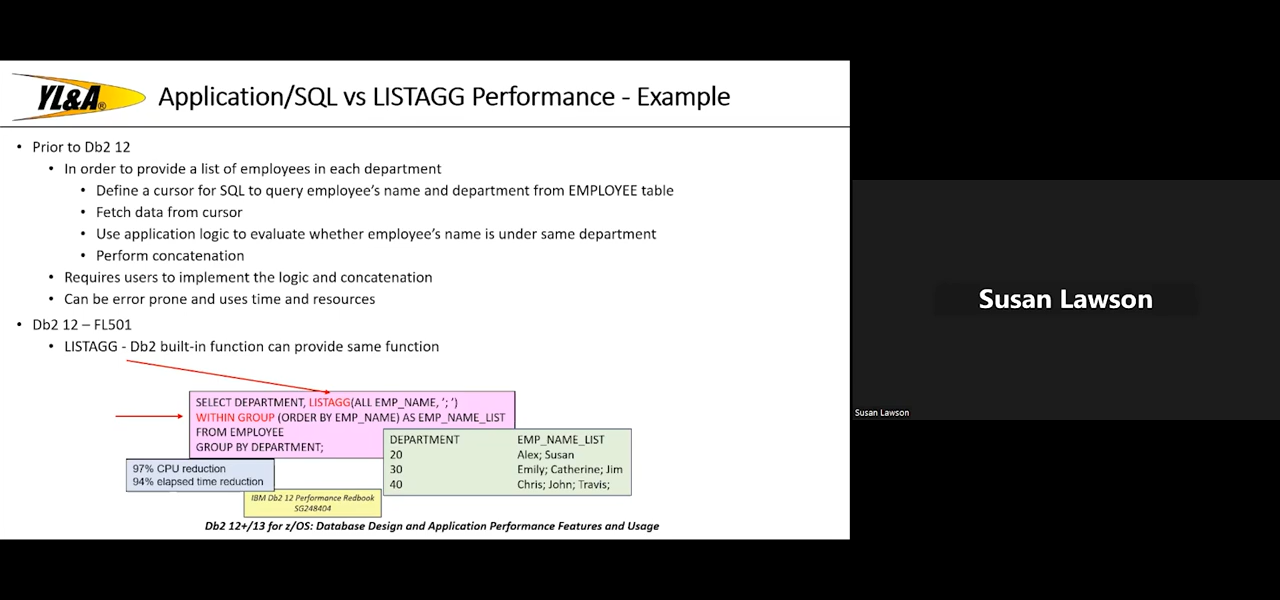 YL&A®
Application/SQL vs LISTAGG Performance - Example
• Prior to Db2 12
• In order to provide a list of employees in each department
• Define a cursor for SQL to query employee's name and department from EMPLOYEE table
• Fetch data from cursor
• Use application logic to evaluate whether employee's name is under same department
• Perform concatenation
• Requires users to implement the logic and concatenation
• Can be error prone and uses time and resources
• Db2 12 – FL501
• LISTAGG - Db2 built-in function can provide same function
SELECT DEPARTMENT, LISTAGG(ALL EMP_NAME, '; ')
WITHIN GROUP (ORDER BY EMP_NAME) AS EMP_NAME_LIST
FROM EMPLOYEE
GROUP BY DEPARTMENT;
DEPARTMENT EMP_NAME_LIST
20 Alex; Susan
30 Emily; Catherine; Jim
40 Chris; John; Travis;
97% CPU reduction
94% elapsed time reduction
IBM Db2 12 Performance Redbook
SG248404
Db2 12+/13 for z/OS: Database Design and Application Performance Features and Usage
Susan Lawson
Susan Lawson